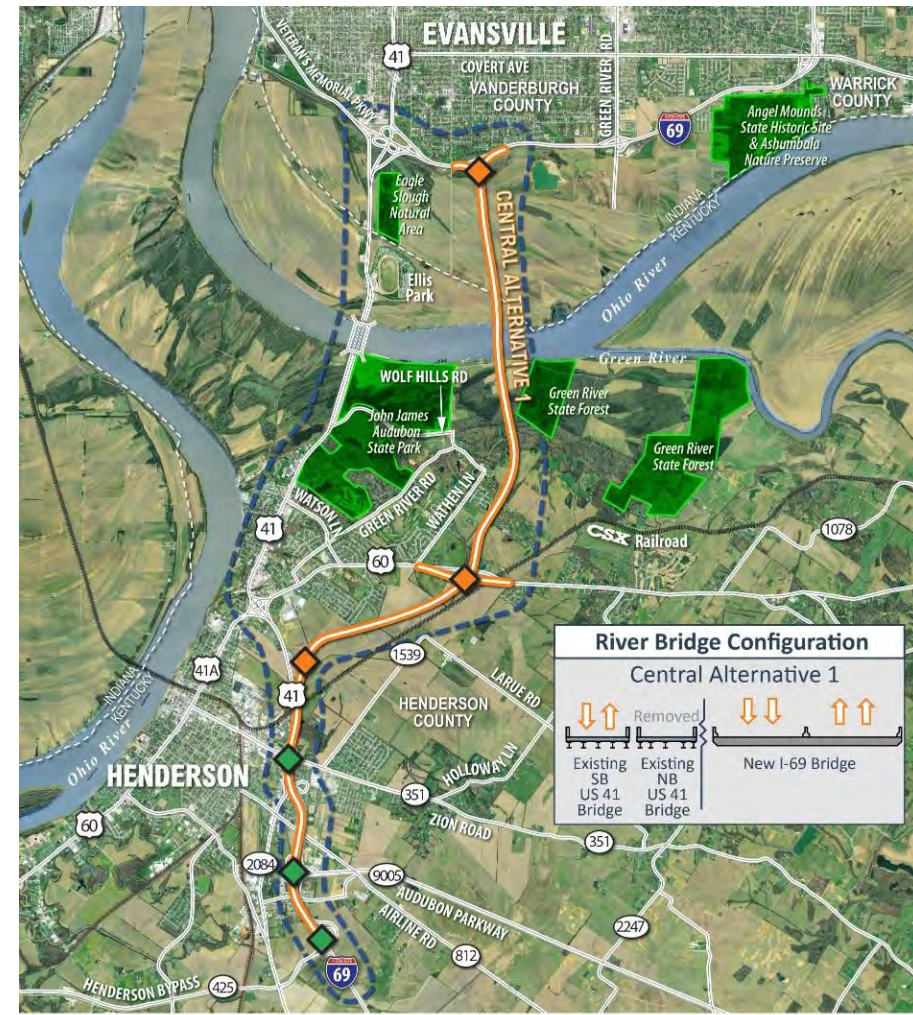 EVANSVILLE
VETERAN'S MEMORIAL PKWY
41
COVERT AVE
GREEN RIVER RD
VANDERBURGH
COUNTY
WARRICK
COUNTY
69
Angel Mounds
State Historic Site
& Ashumbala
Nature Preserve
Eagle
Slough
Natural
Area
CENTRAL ALTERNATIVE 1
INDIANA
KENTUCKY
Ellis
Park
Ohio River
Green River
WOLF HILLS RD
John James
Audubon
State Park
Green River
State Forest
Green River
State Forest
WATSON LN
GREEN RIVER RD
WATHEN LN
41
60
CSX Railroad
1078
41A
41
1539
LARUE RD
HENDERSON
COUNTY
INDIANA
KENTUCKY
Ohio River
HENDERSON
HOLLOWAY LN
351
ZION ROAD
351
60
2084
9005
AUDUBON PARKWAY
AIRLINE RD
812
2247
69
HENDERSON BYPASS
425
River Bridge Configuration
Central Alternative 1
Removed
Existing
SB
US 41
Bridge
Existing
NB
US 41
Bridge
New I-69 Bridge